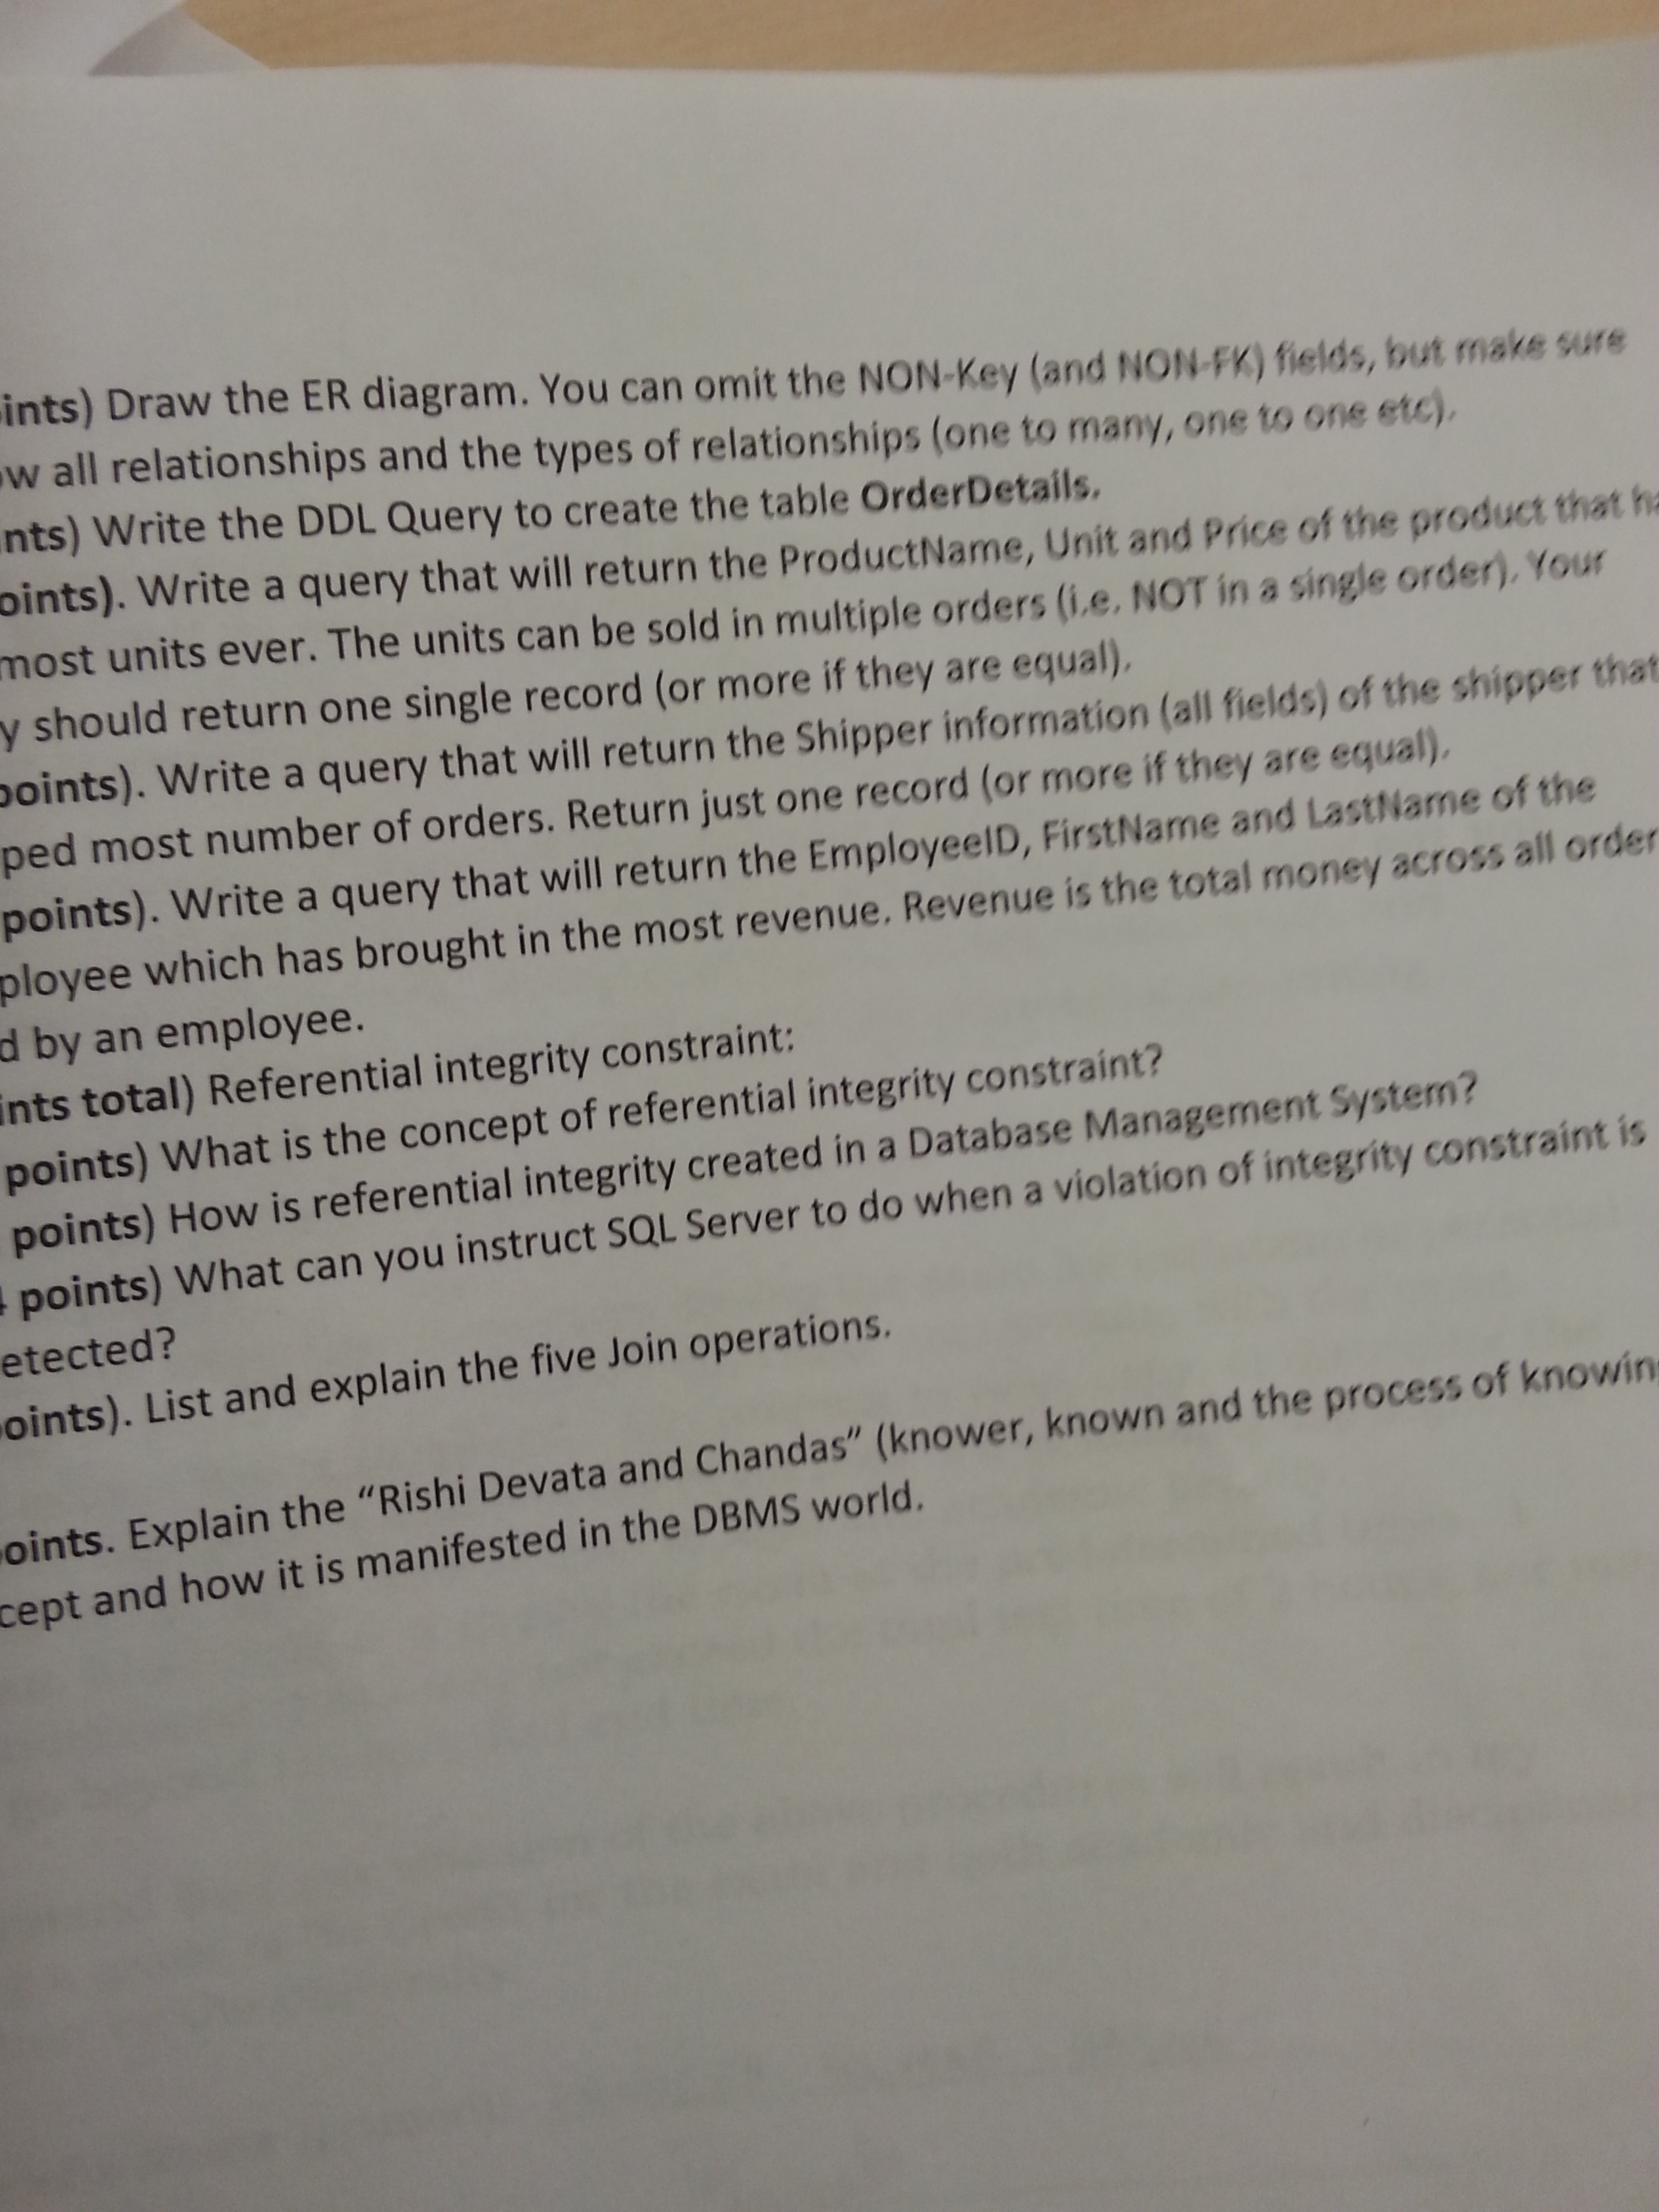 ints) Draw the ER diagram. You can omit the NON-Key (and NON-FK) fields, but make sure
ow all relationships and the types of relationships (one to many, one to one etc).
nts) Write the DDL Query to create the table OrderDetails.
oints). Write a query that will return the ProductName, Unit and Price of the product that ha
most units ever. The units can be sold in multiple orders (i.e. NOT in a single order). Your
y should return one single record (or more if they are equal).
points). Write a query that will return the Shipper information (all fields) of the shipper that
ped most number of orders. Return just one record (or more if they are equal).
points). Write a query that will return the EmployeeID, FirstName and LastName of the
ployee which has brought in the most revenue. Revenue is the total money across all order
d by an employee.
ints total) Referential integrity constraint:
points) What is the concept of referential integrity constraint?
points) How is referential integrity created in a Database Management System?
4 points) What can you instruct SQL Server to do when a violation of integrity constraint is
etected?
oints). List and explain the five Join operations.
oints. Explain the “Rishi Devata and Chandas” (knower, known and the process of knowing
cept and how it is manifested in the DBMS world.